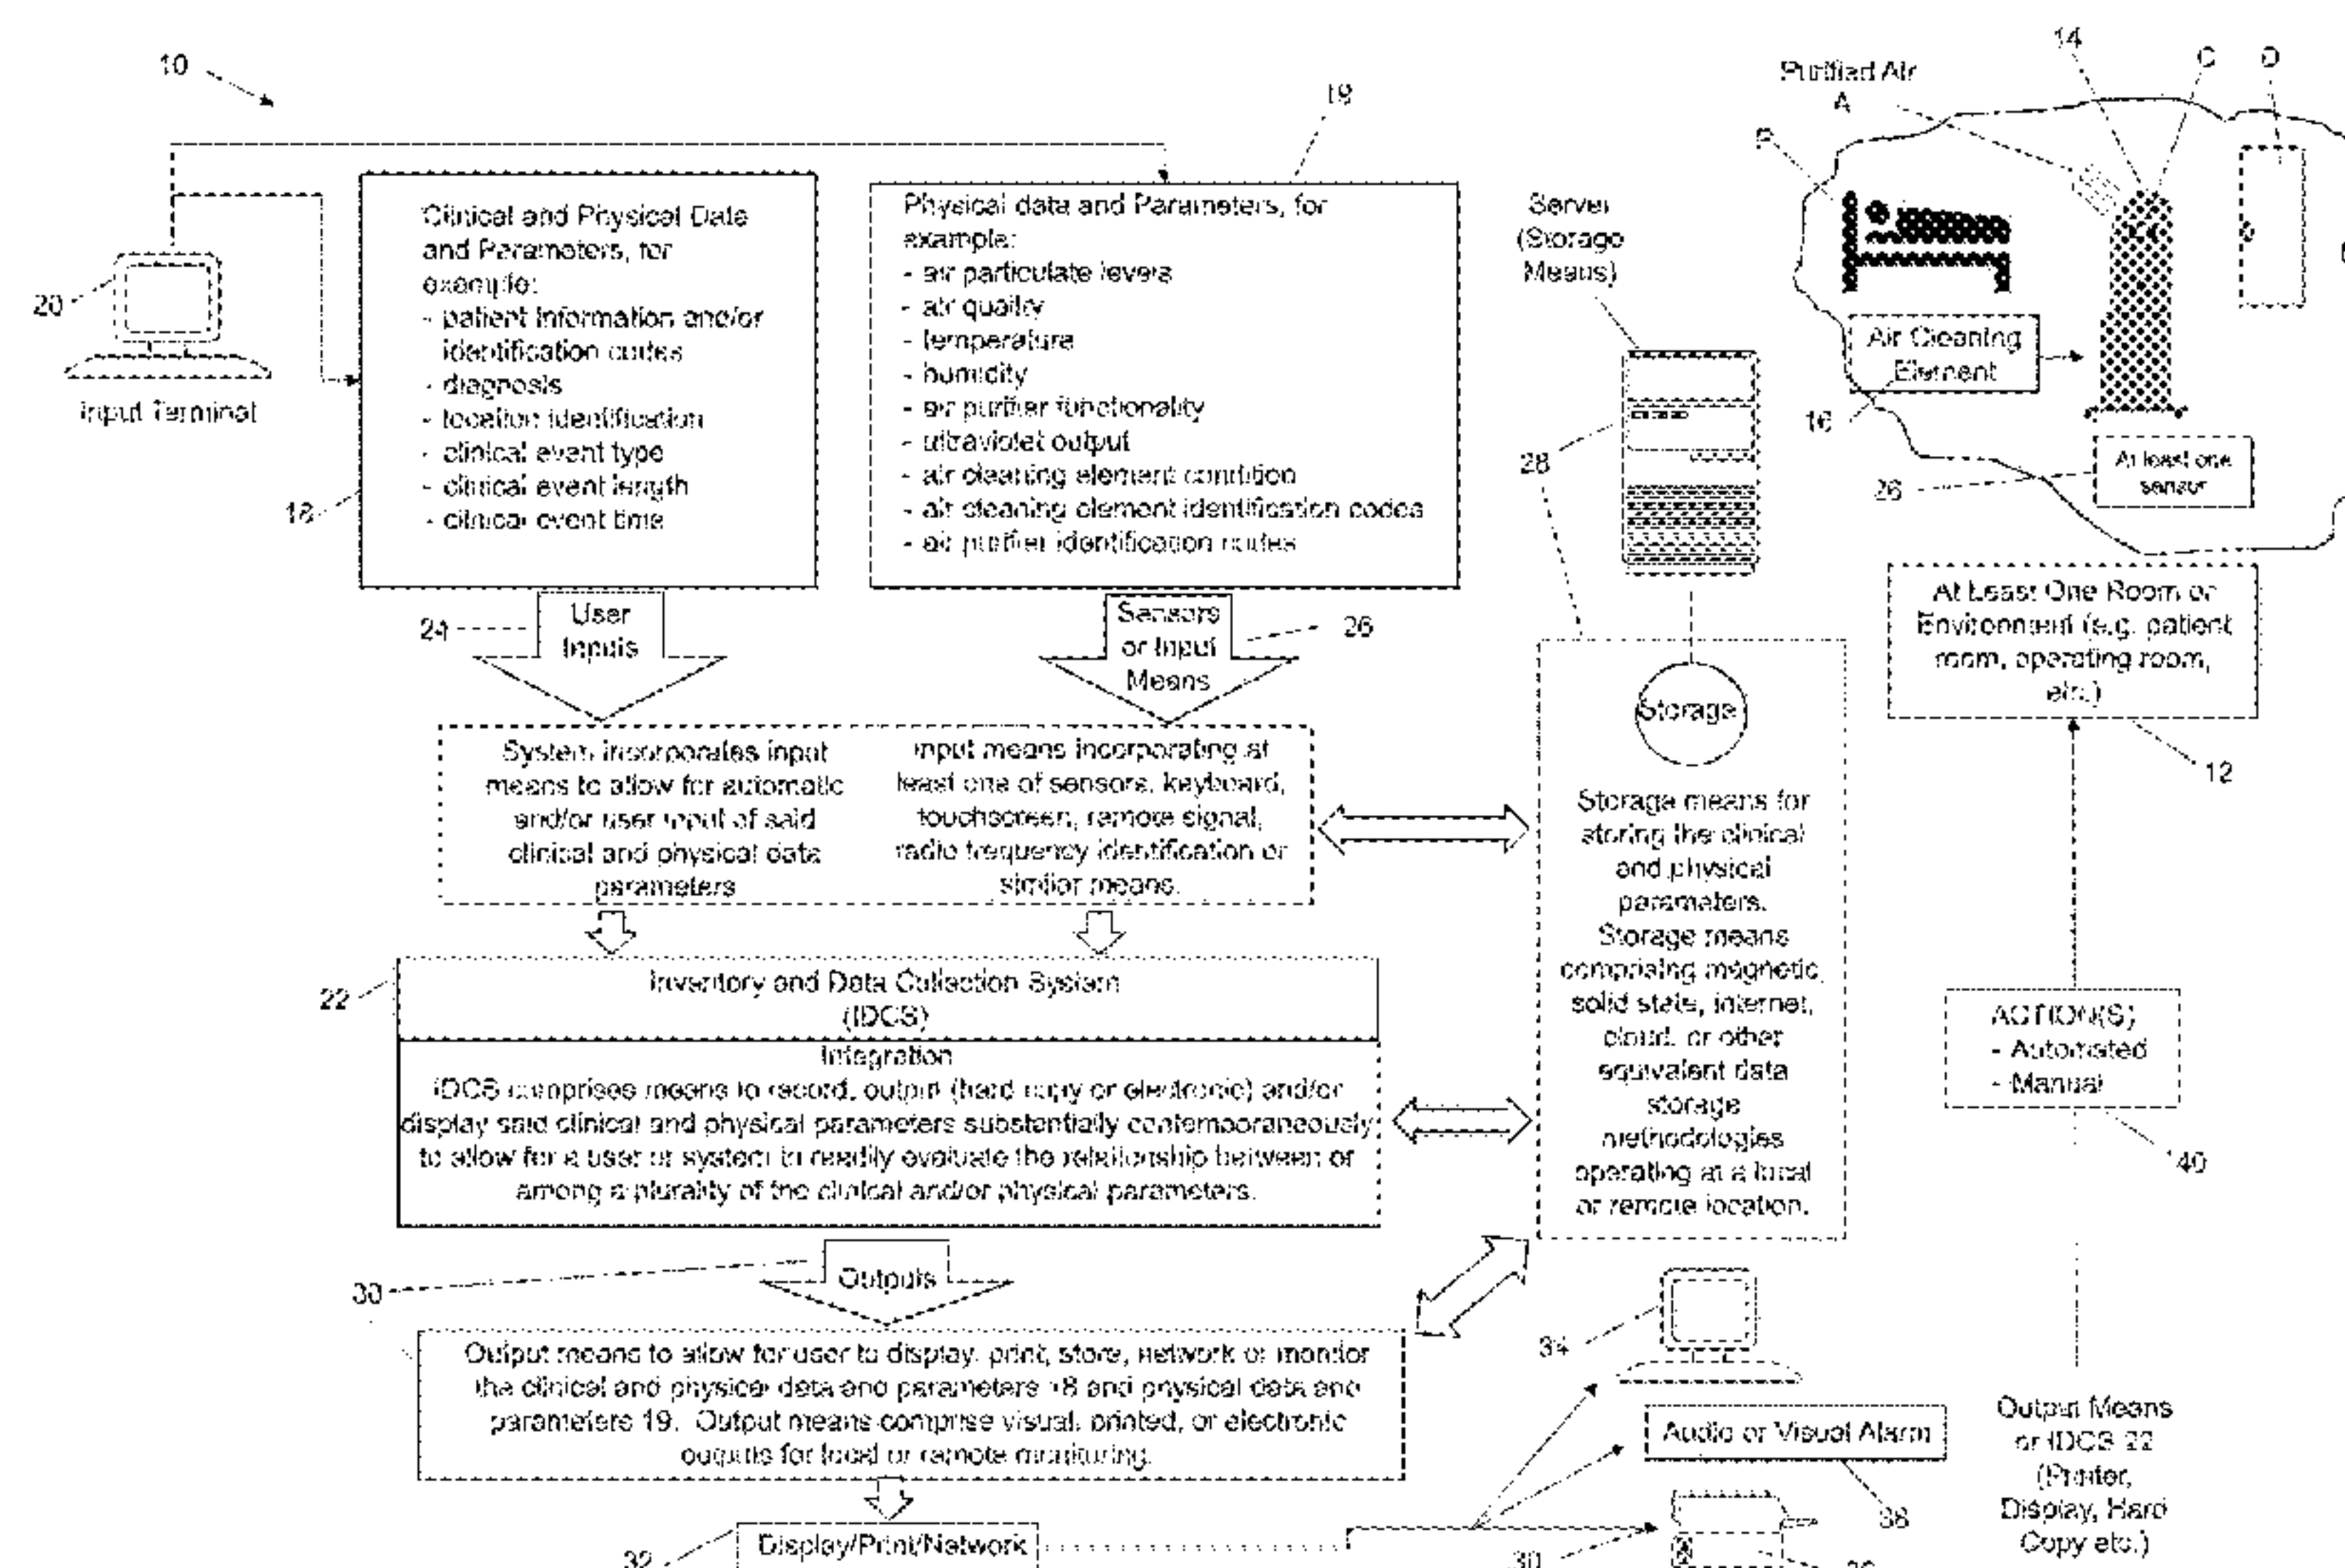 10
20
Input Terminal
18
Clinical and Physical Data
and Parameters, for
example:
- patient information and/or
identification codes
- diagnosis
- location identification
- clinical event type
- clinical event length
- clinical event time
19
Physical data and Parameters, for
example:
- air particulate levels
- air quality
- temperature
- humidity
- air purifier functionality
- ultraviolet output
- air cleaning element condition
- air cleaning element identification codes
- air purifier identification codes
Server
(Storage
Means)
28
Purified Air
A
P
14
C
D
Air Cleaning
Element
16
At least one
sensor
26
At Least One Room or
Environment (e.g. patient
room, operating room,
etc.)
12
24
User
Inputs
Sensors
or Input
Means
26
System incorporates input
means to allow for automatic
and/or user input of said
clinical and physical data
parameters
Input means incorporating at
least one of sensors, keyboard,
touchscreen, remote signal,
radio frequency identification or
similar means.
Storage
Storage means for
storing the clinical
and physical
parameters.
Storage means
comprising magnetic,
solid state, internet,
cloud, or other
equivalent data
storage
methodologies
operating at a local
or remote location.
22
Inventory and Data Collection System
(IDCS)
Integration
IDCS comprises means to record, output (hard copy or electronic) and/or
display said clinical and physical parameters substantially contemporaneously
to allow for a user or system to readily evaluate the relationship between or
among a plurality of the clinical and/or physical parameters.
ACTION(S)
- Automated
- Manual
140
30
Outputs
Output means to allow for user to display, print, store, network or monitor
the clinical and physical data and parameters 18 and physical data and
parameters 19. Output means comprise visual, printed, or electronic
outputs for local or remote monitoring.
34
Audio or Visual Alarm
38
Output Means
or IDCS 22
(Printer,
Display, Hard
Copy etc.)
32
Display/Print/Network
30